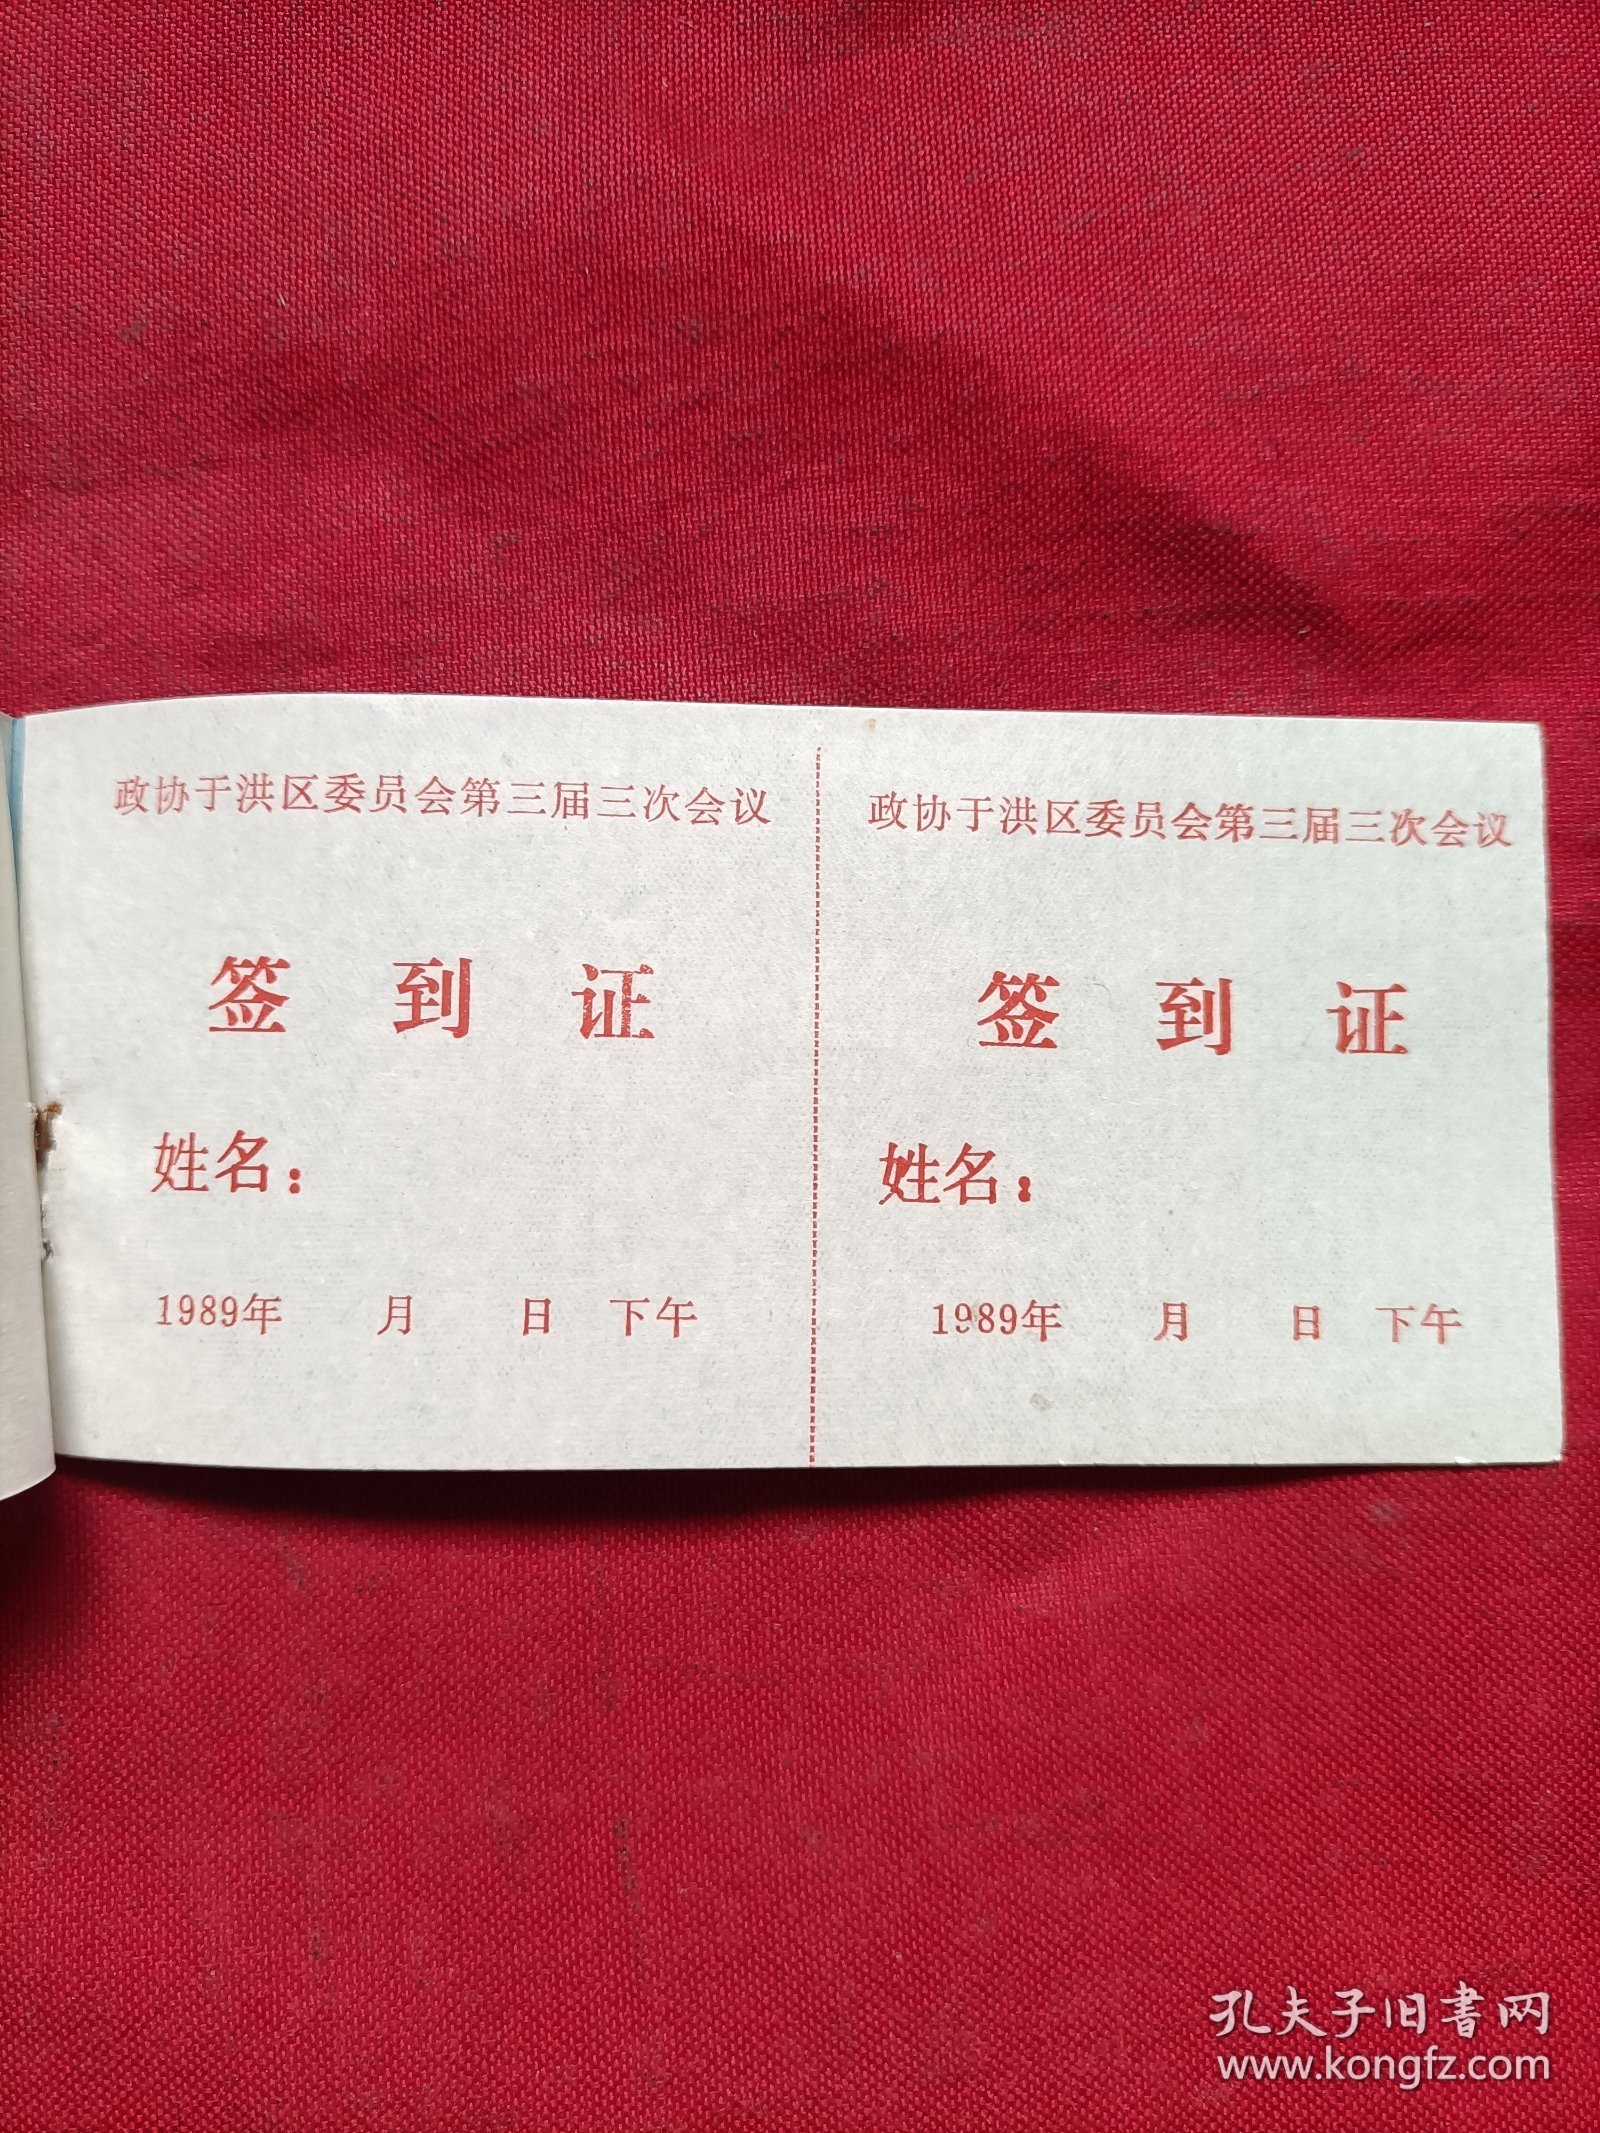 政协于洪区委员会第三届三次会议
签到证
姓名：
1989年 月 日 下午
政协于洪区委员会第三届三次会议
签到证
姓名：
1989年 月 日 下午
孔夫子旧书网
www.kongfz.com